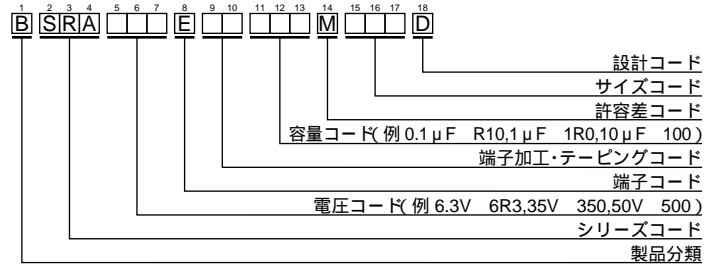 1 2 3 4 5 6 7 8 9 10 11 12 13 14 15 16 17 18
B SRA E M D
設計コード
サイズコード
許容差コード
容量コード(例 0.1μF R10,1μF 1R0,10μF 100)
端子加工・テーピングコード
端子コード
電圧コード(例 6.3V 6R3,35V 350,50V 500)
シリーズコード
製品分類